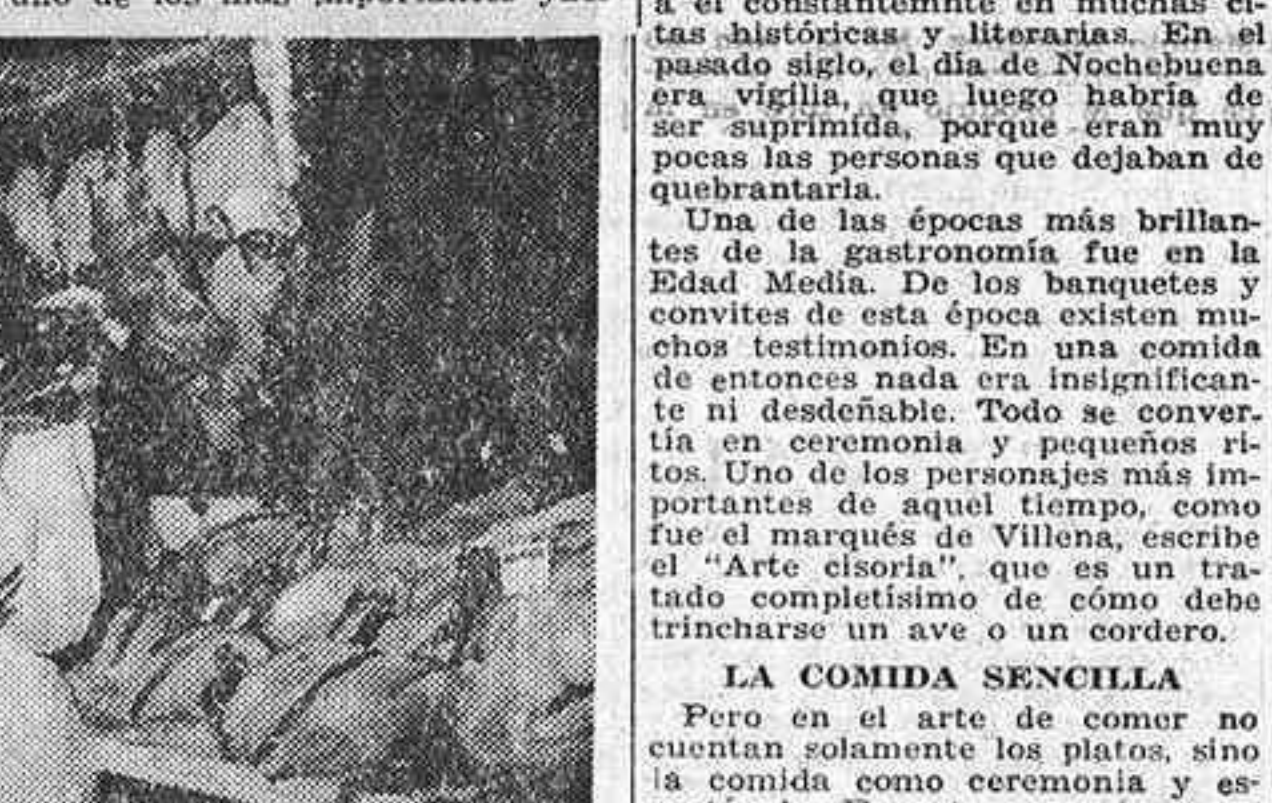 uno de los más importantes
a él constantemnte en muchas ci-
tas históricas y literarias. En el
pasado siglo, el día de Nochebuena
era vigilia, que luego habría de
ser suprimida, porque eran muy
pocas las personas que dejaban de
quebrantarla.
Una de las épocas más brillan-
tes de la gastronomía fue en la
Edad Media. De los banquetes y
convites de esta época existen mu-
chos testimonios. En una comida
de entonces nada era insignifican-
te ni desdeñable. Todo se conver-
tía en ceremonia y pequeños ri-
tos. Uno de los personajes más im-
portantes de aquel tiempo, como
fue el marqués de Villena, escribe
el "Arte cisoria", que es un tra-
tado completísimo de cómo debe
trincharse un ave o un cordero.
LA COMIDA SENCILLA
Pero en el arte de comer no
cuentan solamente los platos, sino
la comida como ceremonia y es-